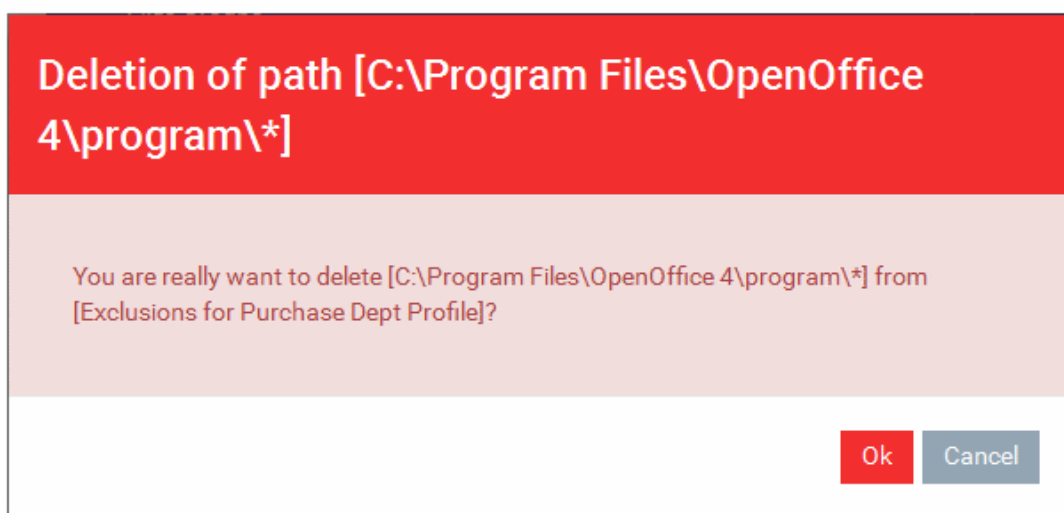 Deletion of path [C:\Program Files\OpenOffice
4\program\*]
You are really want to delete [C:\Program Files\OpenOffice 4\program\*] from
[Exclusions for Purchase Dept Profile]?
Ok
Cancel